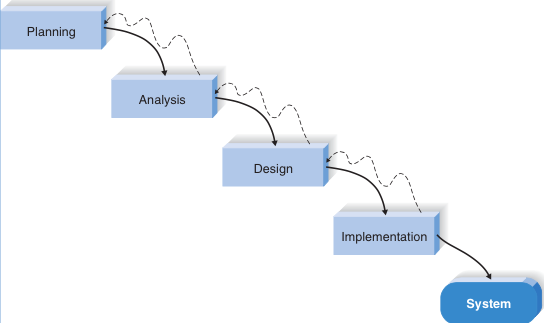 Planning
Analysis
Design
Implementation
System